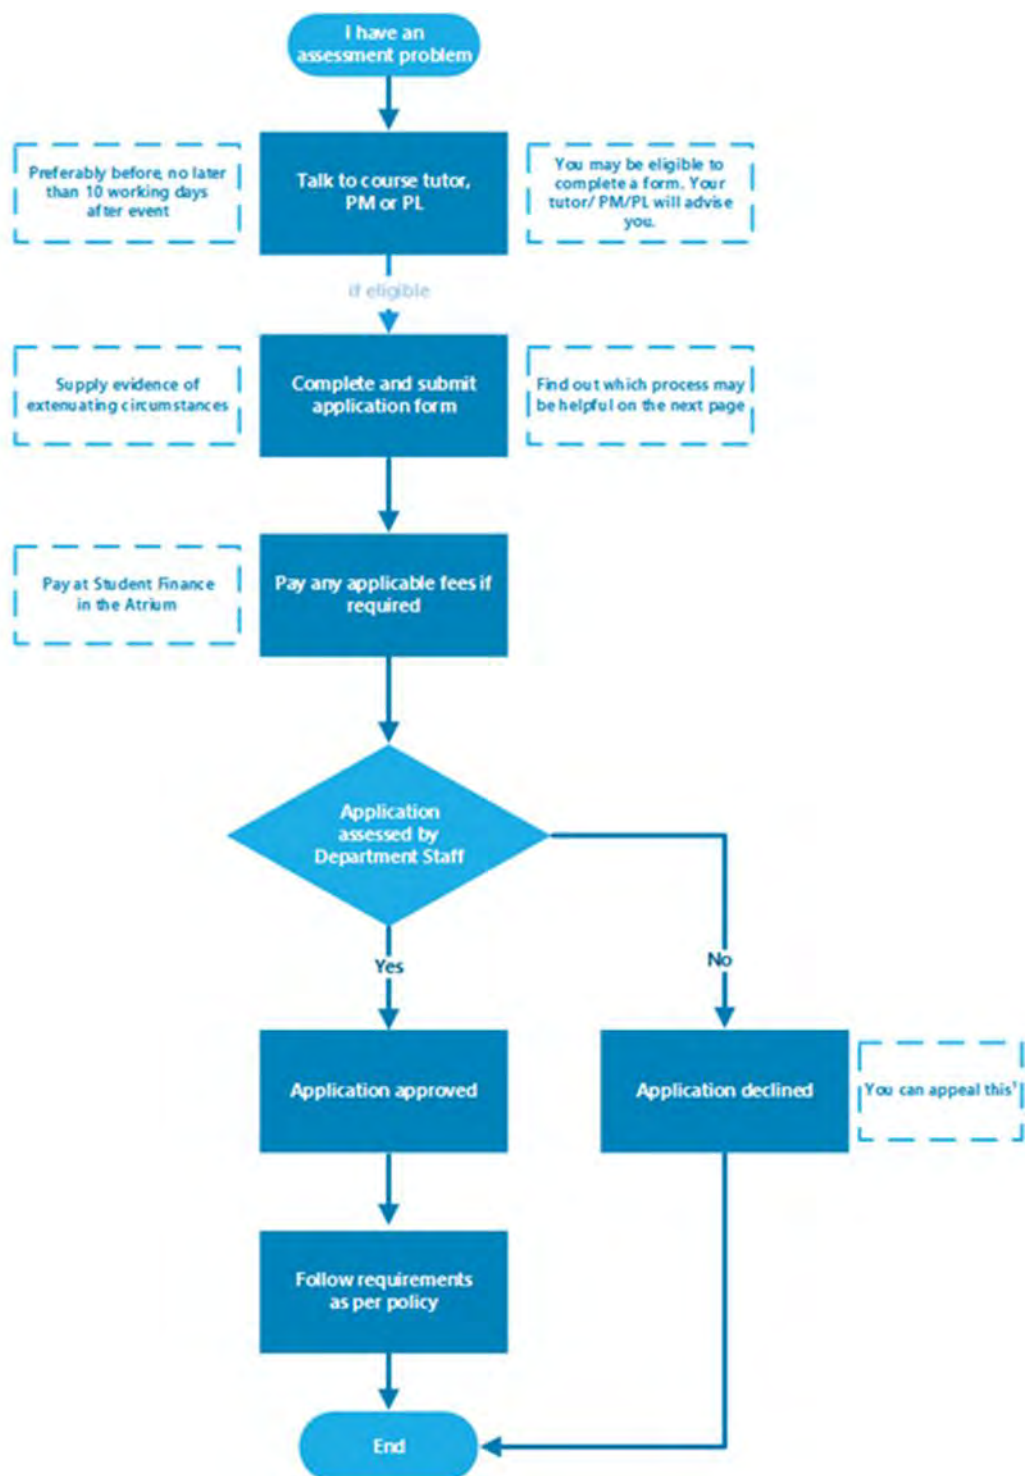 I have an
assessment problem
Preferably before, no later
than 10 working days
after event
Talk to course tutor,
PM or PL
You may be eligible to
complete a form. Your
tutor/ PM/PL will advise
you.
if eligible
Supply evidence of
extenuating circumstances
Complete and submit
application form
Find out which process may
be helpful on the next page
Pay at Student Finance
in the Atrium
Pay any applicable fees if
required
Application
assessed by
Department Staff
Yes
No
Application approved
Application declined
You can appeal this¹
Follow requirements
as per policy
End